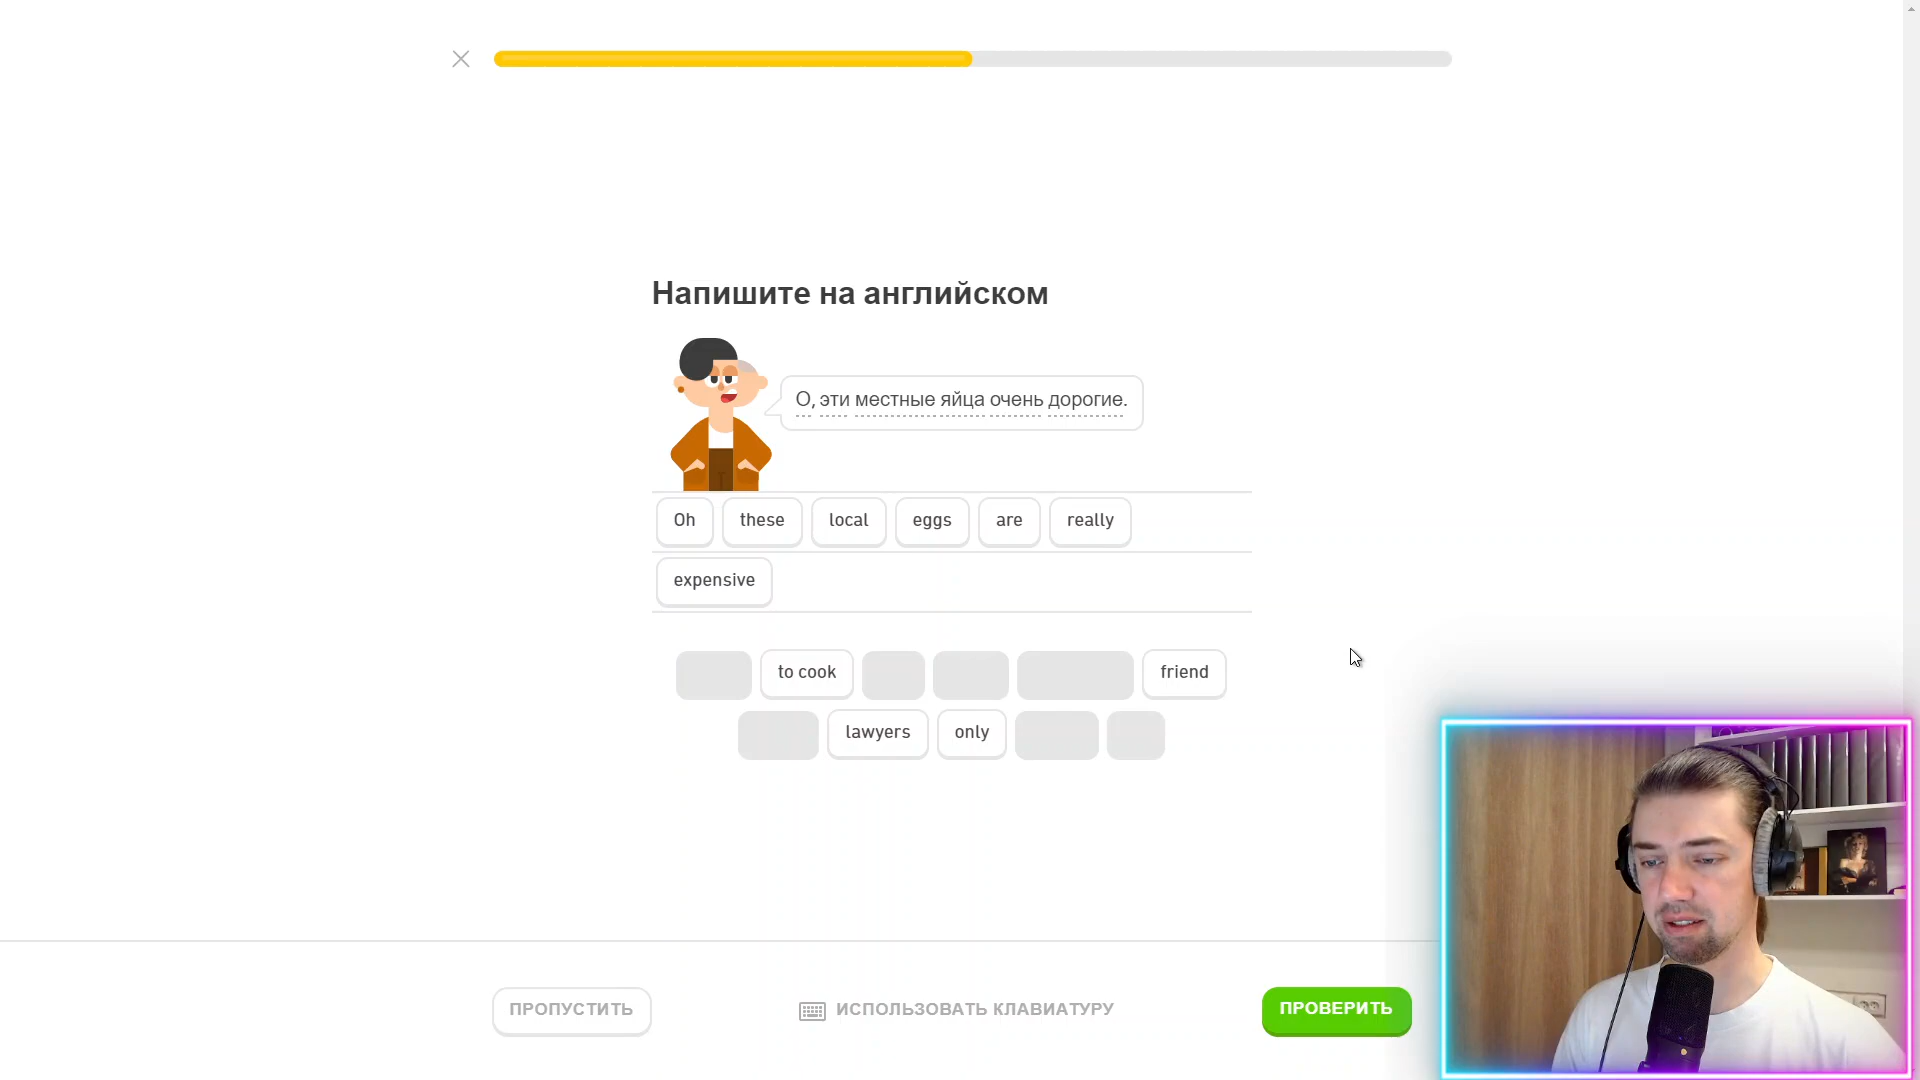 Напишите на английском
О, эти местные яйца очень дорогие.
Oh these local eggs are really
expensive
to cook friend
lawyers only
ПРОПУСТИТЬ ИСПОЛЬЗОВАТЬ КЛАВИАТУРУ ПРОВЕРИТЬ